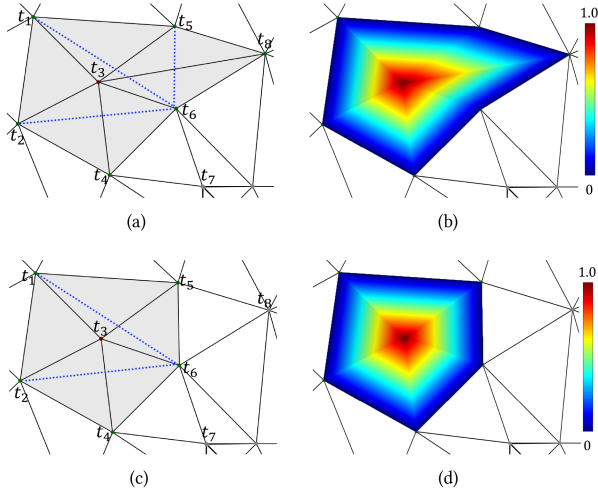 t₁
t₅
t₈
t₃
t₆
t₂
t₄
t₇
1.0
0
(a)
(b)
t₁
t₅
t₈
t₃
t₆
t₂
t₄
t₇
1.0
0
(c)
(d)